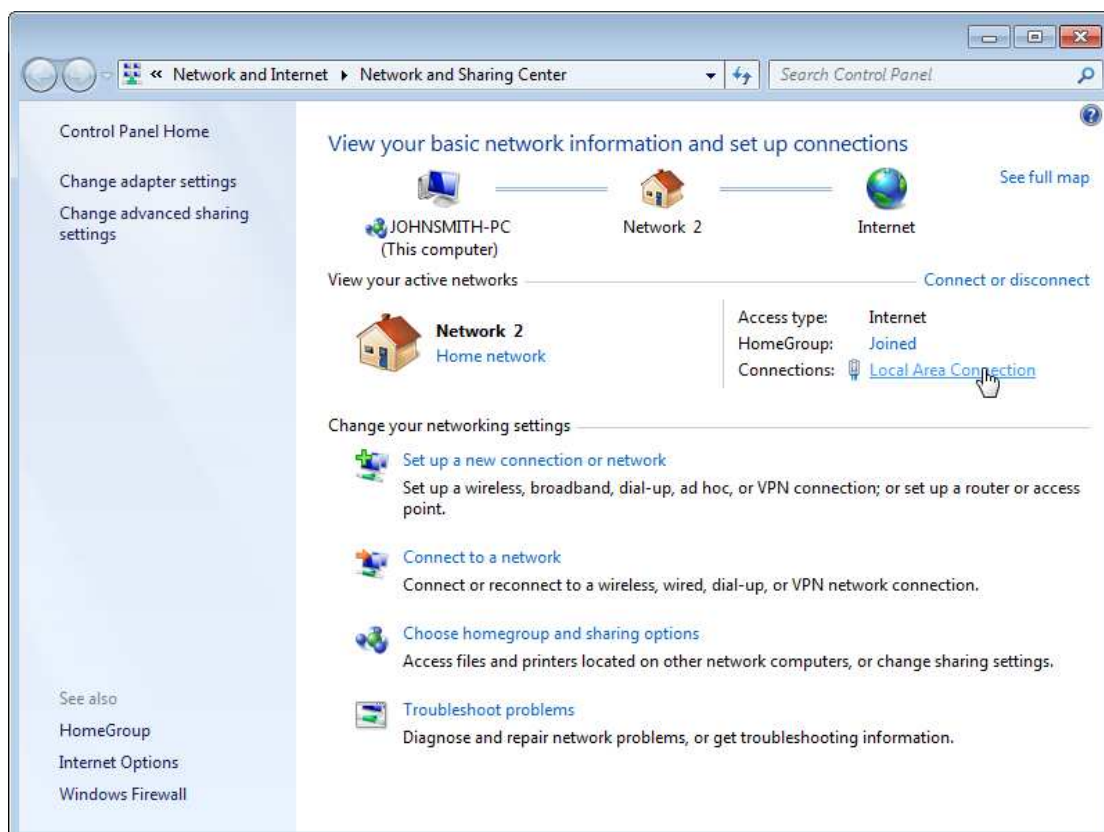 « Network and Internet ▸ Network and Sharing Center
Search Control Panel
Control Panel Home
Change adapter settings
Change advanced sharing
settings
See also
HomeGroup
Internet Options
Windows Firewall
View your basic network information and set up connections
See full map
JOHNSMITH-PC
(This computer)
Network 2
Internet
View your active networks
Connect or disconnect
Network 2
Home network
Access type: Internet
HomeGroup: Joined
Connections: Local Area Connection
Change your networking settings
Set up a new connection or network
Set up a wireless, broadband, dial-up, ad hoc, or VPN connection; or set up a router or access
point.
Connect to a network
Connect or reconnect to a wireless, wired, dial-up, or VPN network connection.
Choose homegroup and sharing options
Access files and printers located on other network computers, or change sharing settings.
Troubleshoot problems
Diagnose and repair network problems, or get troubleshooting information.